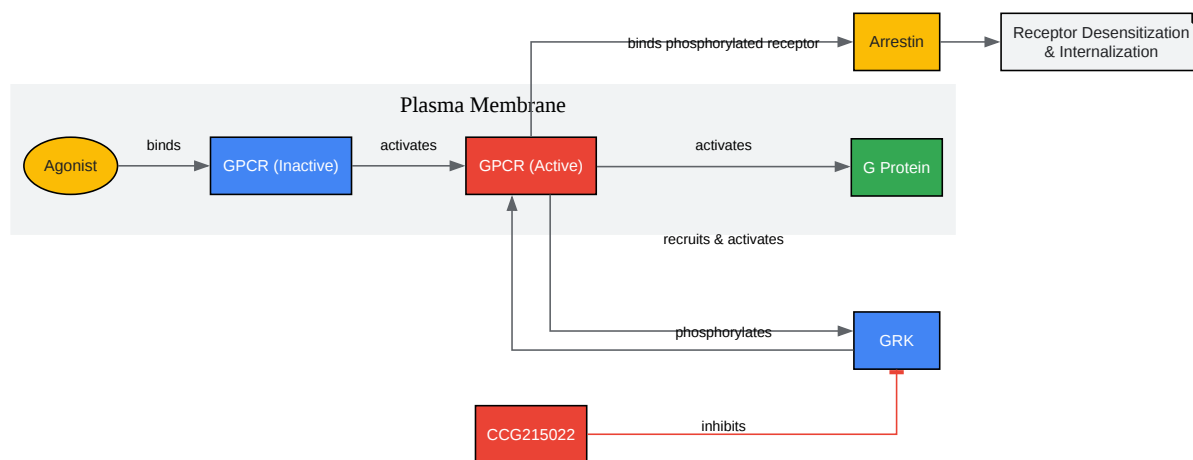 binds phosphorylated receptor
Arrestin
Receptor Desensitization
& Internalization
Plasma Membrane
Agonist
binds
GPCR (Inactive)
activates
GPCR (Active)
activates
G Protein
recruits & activates
phosphorylates
GRK
CCG215022
inhibits